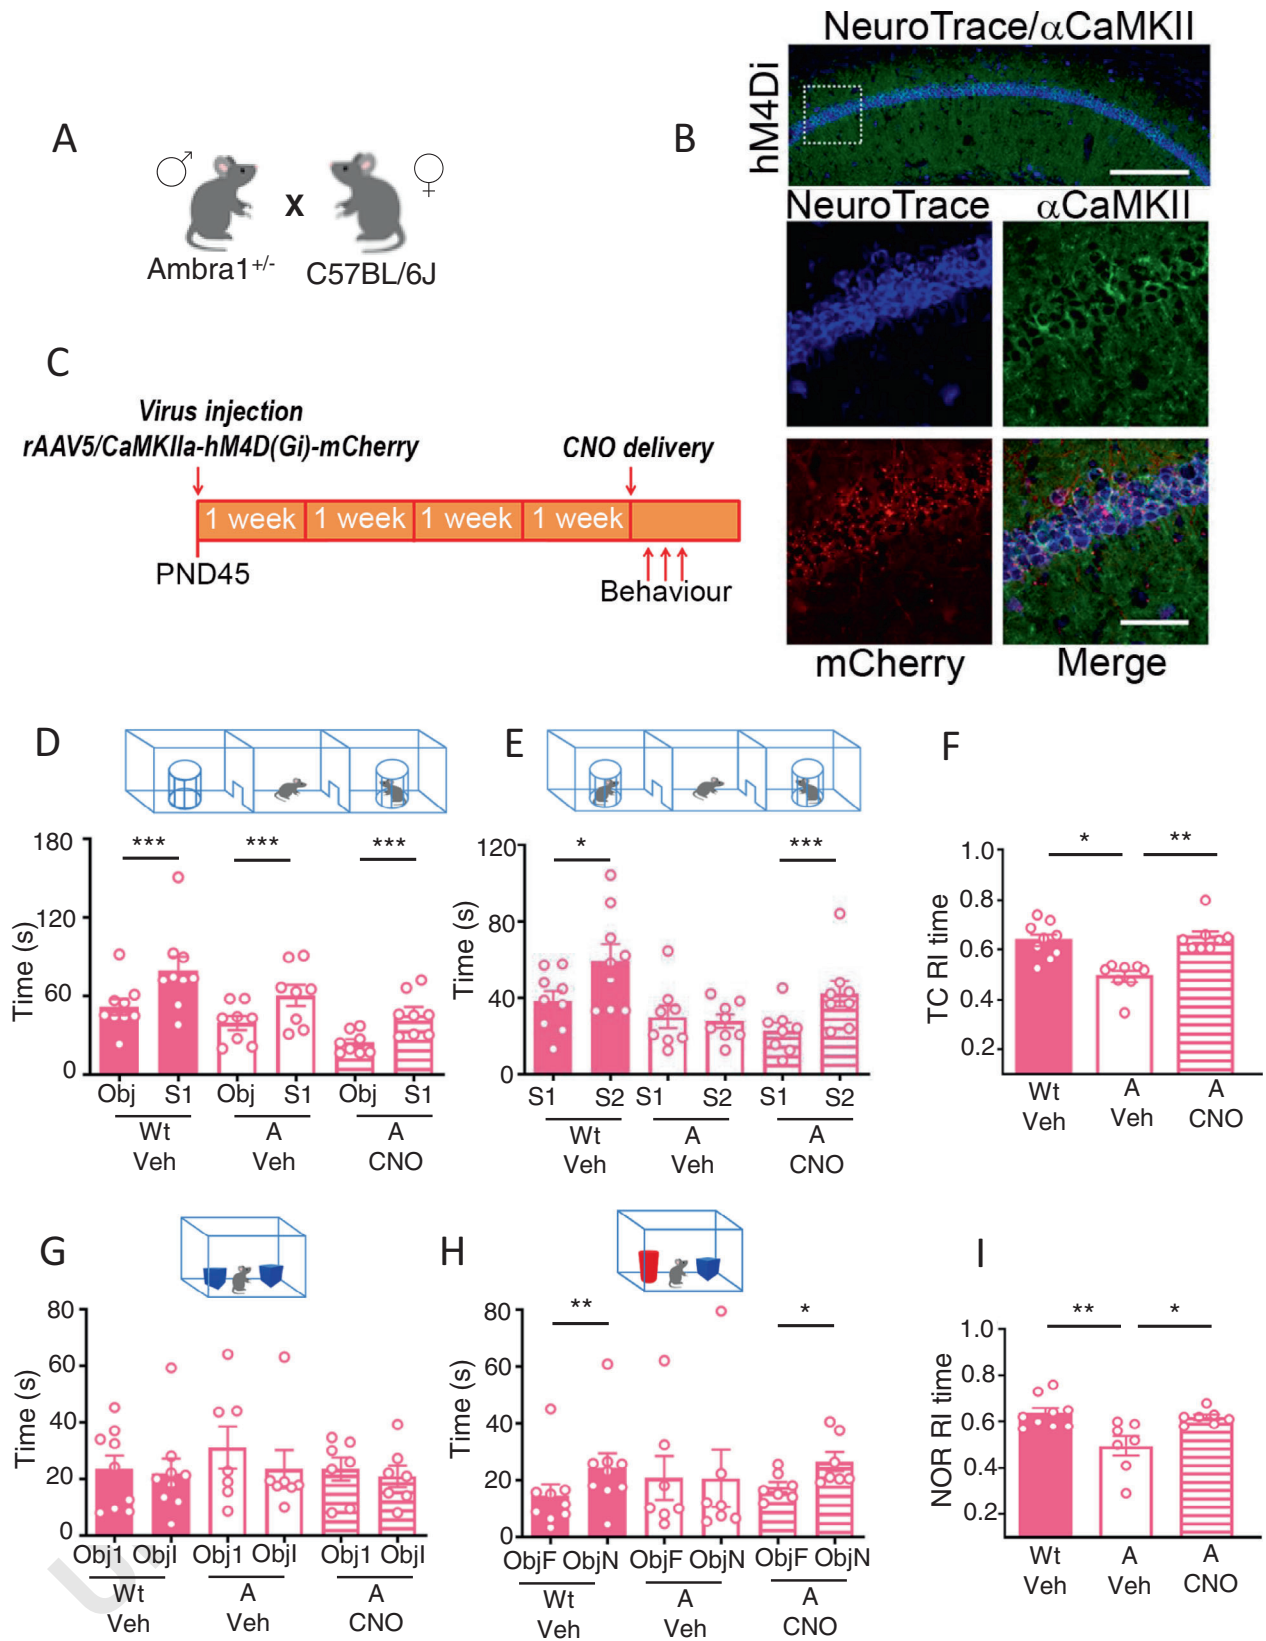 NeuroTrace/αCaMKII
hM4Di
A
B
♂
♀
X
Ambra1+/-
C57BL/6J
NeuroTrace
αCaMKII
mCherry
Merge
C
Virus injection
rAAV5/CaMKIIa-hM4D(Gi)-mCherry
CNO delivery
1 week
1 week
1 week
1 week
PND45
Behaviour
D
Time (s)
180
120
60
0
***
***
***
Obj
S1
Obj
S1
Obj
S1
Wt
Veh
A
Veh
A
CNO
E
Time (s)
120
80
40
0
*
***
S1
S2
S1
S2
S1
S2
Wt
Veh
A
Veh
A
CNO
F
TC RI time
1.0
0.8
0.6
0.4
0.2
*
**
Wt
Veh
A
Veh
A
CNO
G
Time (s)
80
60
40
20
0
Obj1
ObjI
Obj1
ObjI
Obj1
ObjI
Wt
Veh
A
Veh
A
CNO
H
Time (s)
80
60
40
20
0
**
*
ObjF
ObjN
ObjF
ObjN
ObjF
ObjN
Wt
Veh
A
Veh
A
CNO
I
NOR RI time
1.0
0.8
0.6
0.4
0.2
**
*
Wt
Veh
A
Veh
A
CNO
U